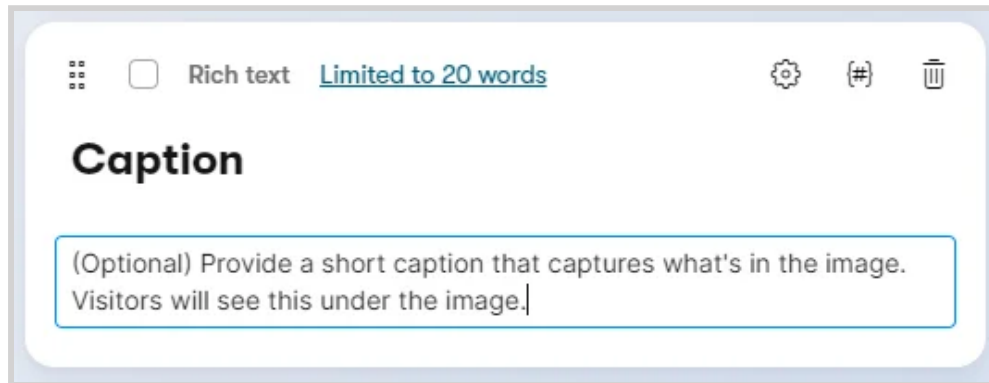 Rich text Limited to 20 words {#}
Caption
(Optional) Provide a short caption that captures what's in the image.
Visitors will see this under the image.